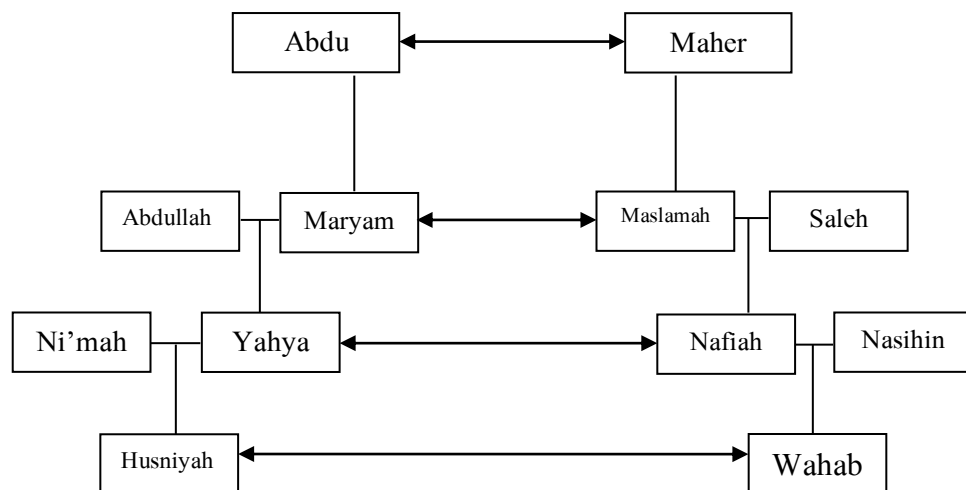 Abdu
Maher
Abdullah
Maryam
Maslamah
Saleh
Ni’mah
Yahya
Nafiah
Nasihin
Husniyah
Wahab